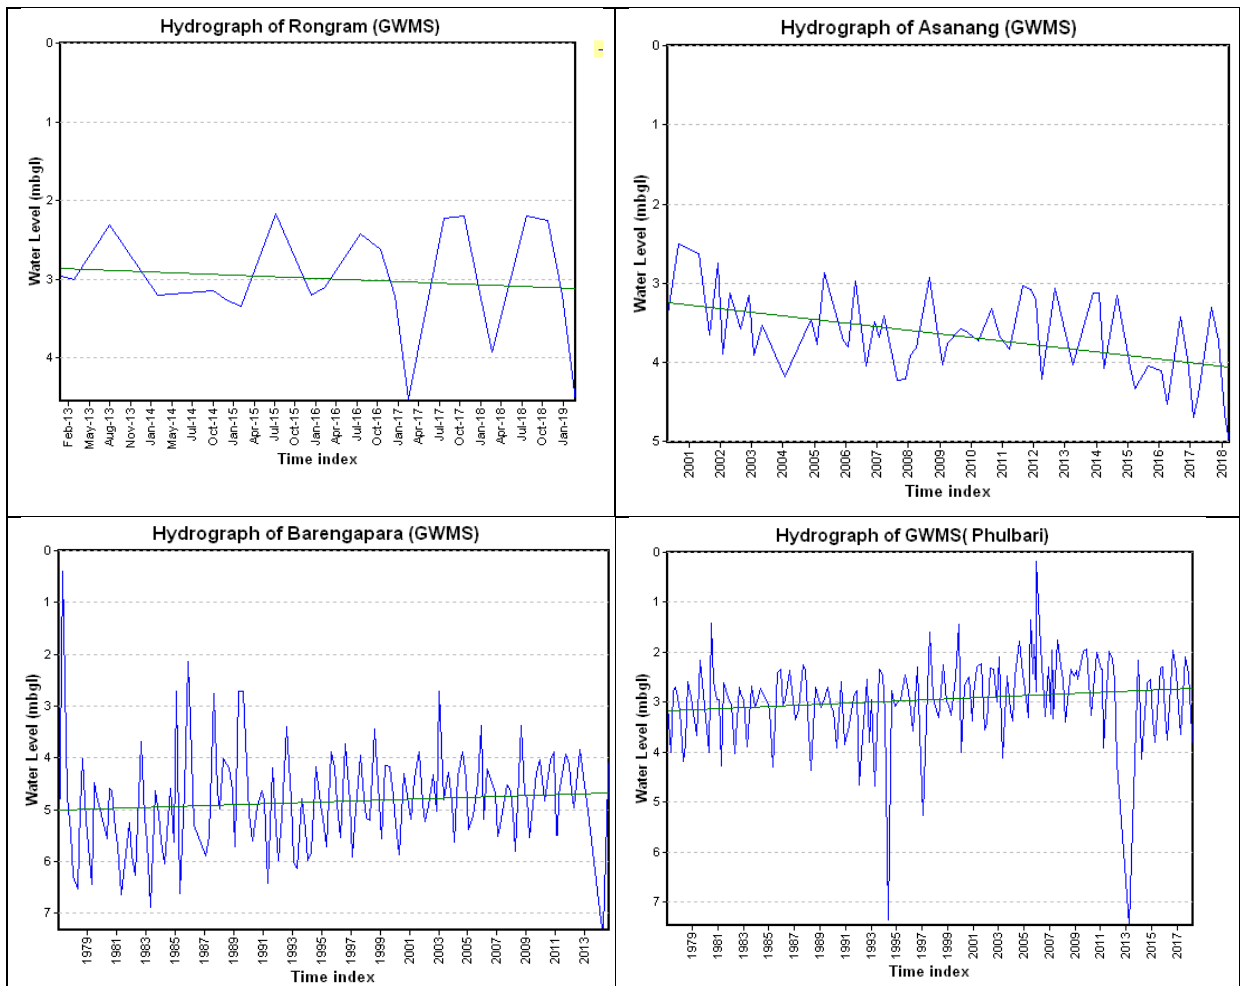 Hydrograph of Rongram (GWMS)
Water Level (mbgl)
0
1
2
3
4
Feb-13 May-13 Aug-13 Nov-13 Jan-14 May-14 Jul-14 Oct-14 Jan-15 Apr-15 Jul-15 Oct-15 Jan-16 Apr-16 Jul-16 Oct-16 Jan-17 Apr-17 Jul-17 Oct-17 Jan-18 Apr-18 Jul-18 Oct-18 Jan-19
Time index
Hydrograph of Asanang (GWMS)
Water Level (mbgl)
0
1
2
3
4
5
2001 2002 2003 2004 2005 2006 2007 2008 2009 2010 2011 2012 2013 2014 2015 2016 2017 2018
Time index
Hydrograph of Barengapara (GWMS)
Water Level (mbgl)
0
1
2
3
4
5
6
7
1979 1981 1983 1985 1987 1989 1991 1993 1995 1997 1999 2001 2003 2005 2007 2009 2011 2013
Time index
Hydrograph of GWMS( Phulbari)
Water Level (mbgl)
0
1
2
3
4
5
6
7
1979 1981 1983 1985 1987 1989 1991 1993 1995 1997 1999 2001 2003 2005 2007 2009 2011 2013 2015 2017
Time index